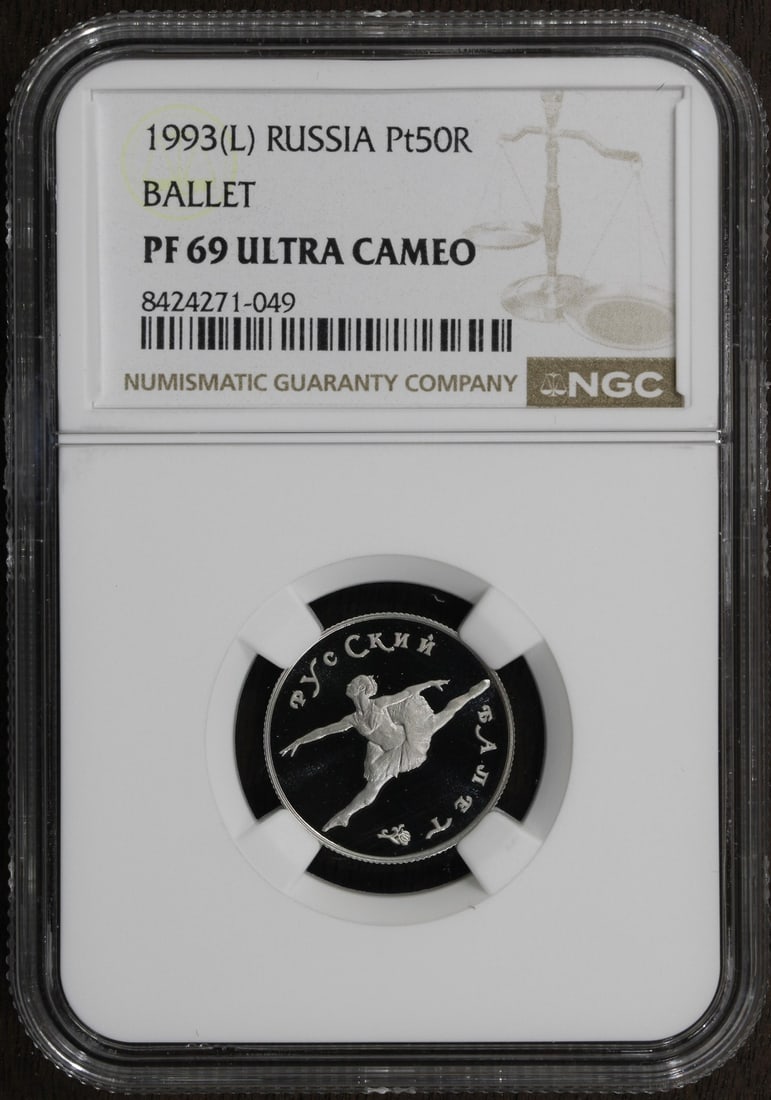 1993(L) RUSSIA Pt50R
BALLET
PF 69 ULTRA CAMEO
8424271-049
NUMISMATIC GUARANTY COMPANY
NGC
РУССКИЙ
БАЛЕТ